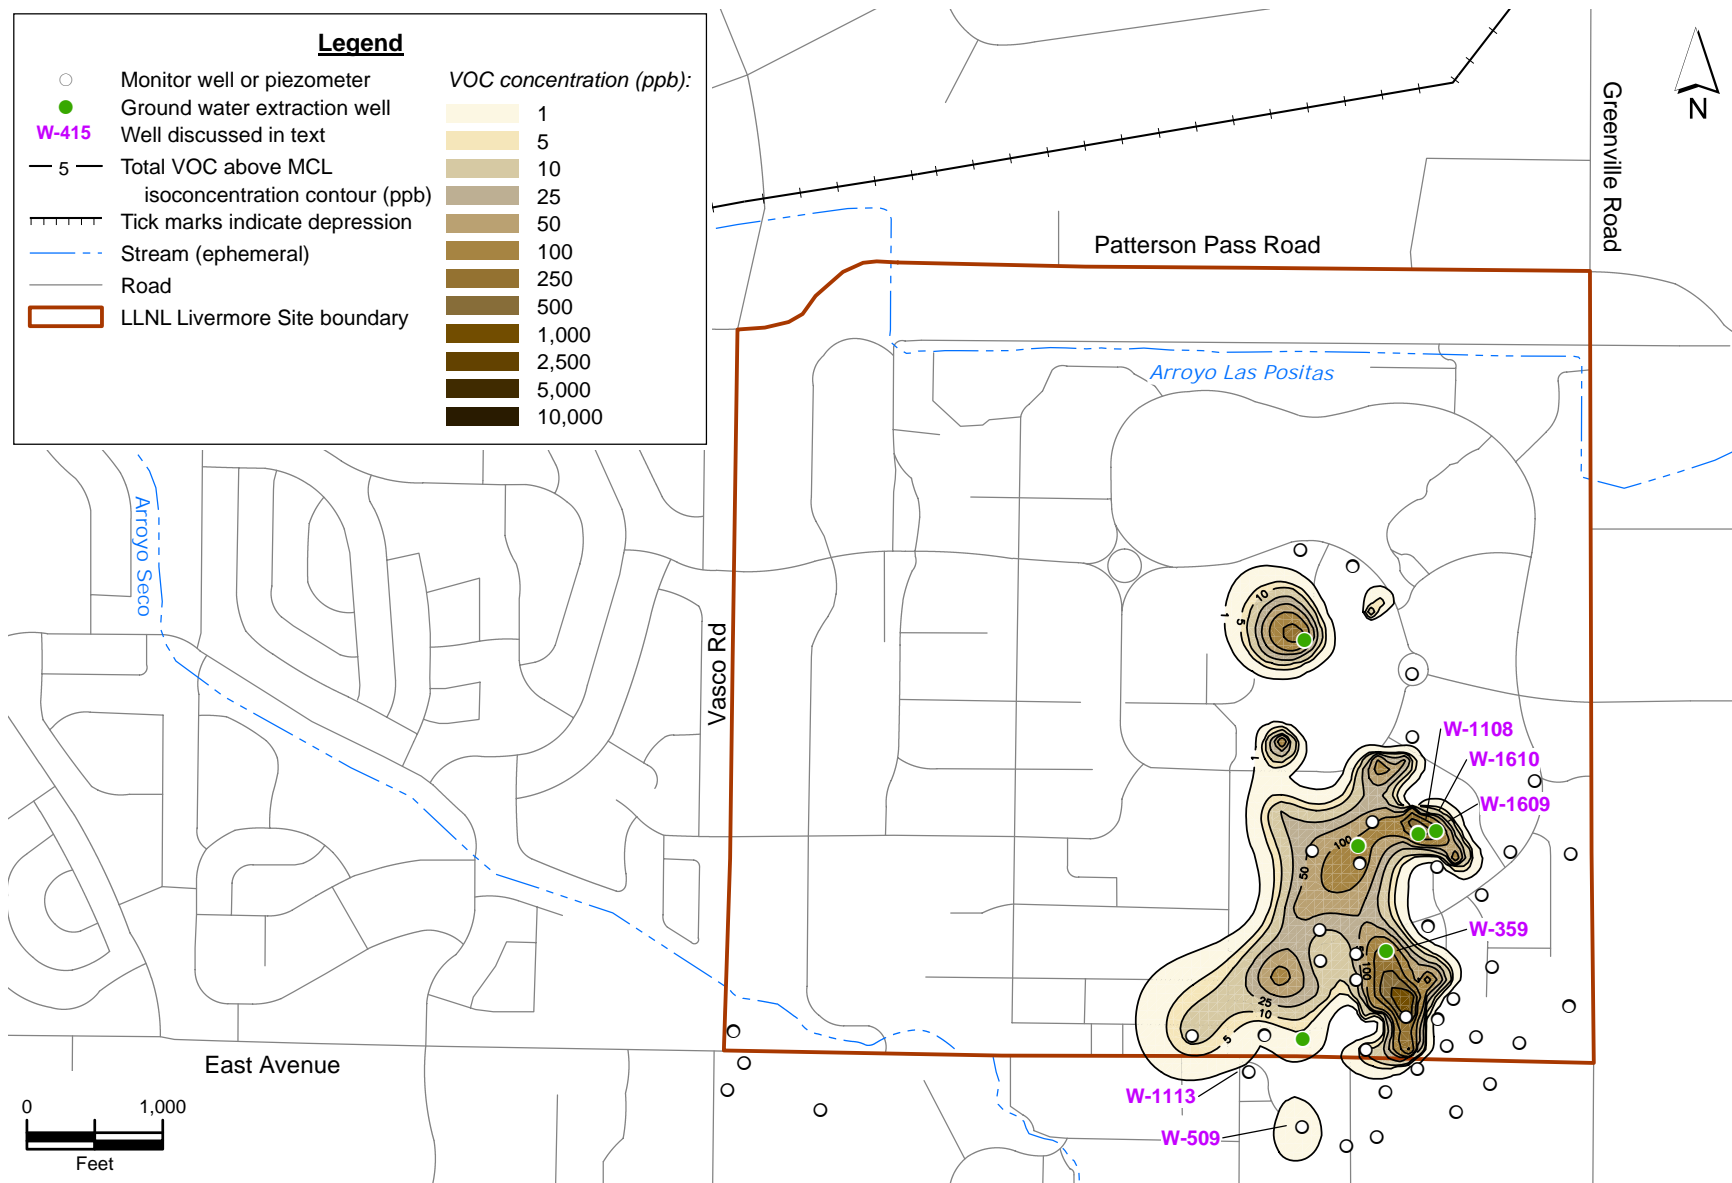 Legend
Monitor well or piezometer
Ground water extraction well
W-415 Well discussed in text
5 Total VOC above MCL
isoconcentration contour (ppb)
Tick marks indicate depression
Stream (ephemeral)
Road
LLNL Livermore Site boundary
VOC concentration (ppb):
1
5
10
25
50
100
250
500
1,000
2,500
5,000
10,000
N
Greenville Road
Patterson Pass Road
Arroyo Las Positas
Arroyo Seco
Vasco Rd
East Avenue
0 1,000
Feet
10
1
5
1
W-1108
W-1610
W-1609
100
50
W-359
100
25
10
5
W-1113
W-509